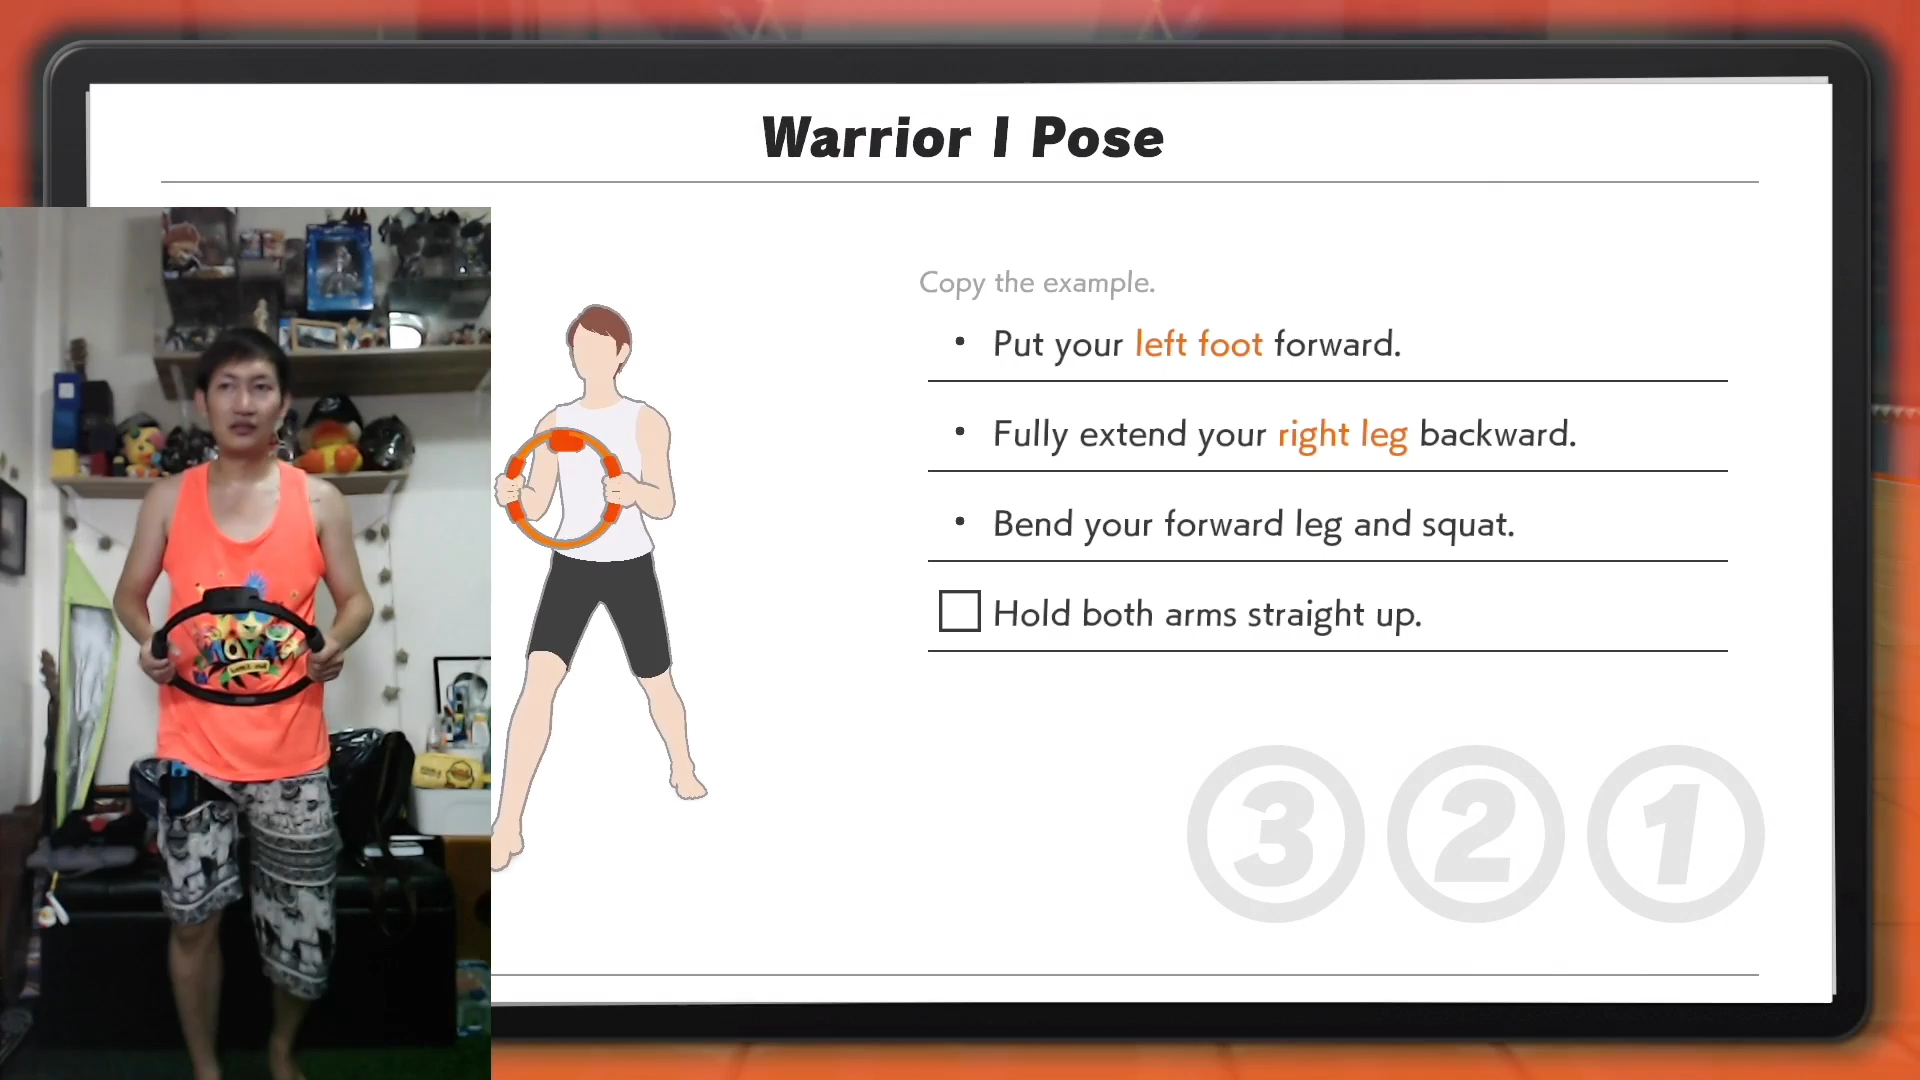 Warrior I Pose
Copy the example.
• Put your left foot forward.
• Fully extend your right leg backward.
• Bend your forward leg and squat.
Hold both arms straight up.
3 2 1